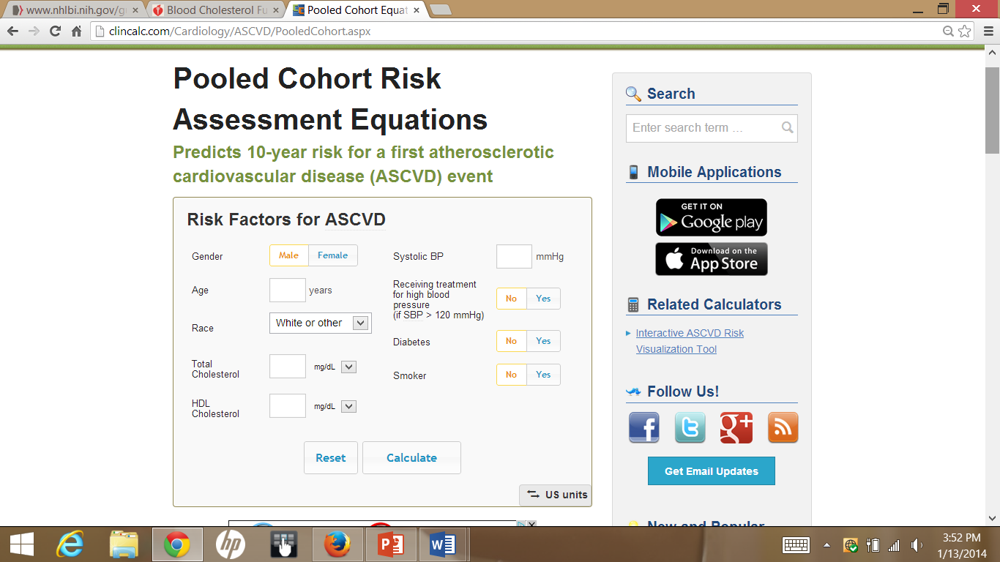 www.nhlbi.nih.gov/g
Blood Cholesterol Fu
Pooled Cohort Equat
clincalc.com/Cardiology/ASCVD/PooledCohort.aspx
Pooled Cohort Risk
Assessment Equations
Predicts 10-year risk for a first atherosclerotic
cardiovascular disease (ASCVD) event
Risk Factors for ASCVD
Gender
Male Female
Age
years
Race
White or other
Total
Cholesterol
mg/dL
HDL
Cholesterol
mg/dL
Systolic BP
mmHg
Receiving treatment
for high blood
pressure
(if SBP > 120 mmHg)
No Yes
Diabetes
No Yes
Smoker
No Yes
Reset Calculate
US units
Search
Enter search term ...
Mobile Applications
GET IT ON
Google play
Download on the
App Store
Related Calculators
Interactive ASCVD Risk
Visualization Tool
Follow Us!
Get Email Updates
New and Popular
3:52 PM
1/13/2014